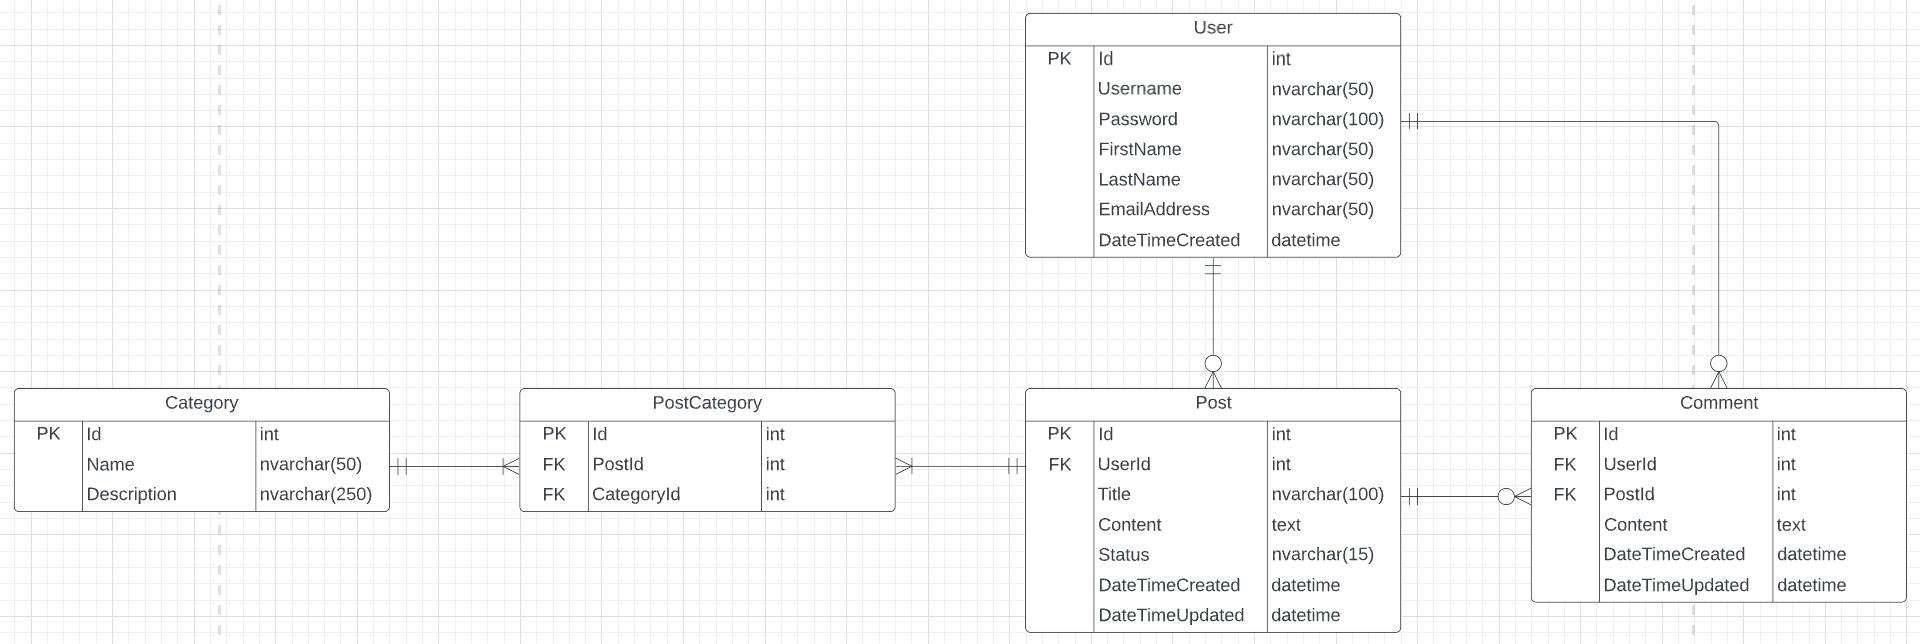 User
PK Id int
Username nvarchar(50)
Password nvarchar(100)
FirstName nvarchar(50)
LastName nvarchar(50)
EmailAddress nvarchar(50)
DateTimeCreated datetime
Category
PK Id int
Name nvarchar(50)
Description nvarchar(250)
PostCategory
PK Id int
FK PostId int
FK CategoryId int
Post
PK Id int
FK UserId int
Title nvarchar(100)
Content text
Status nvarchar(15)
DateTimeCreated datetime
DateTimeUpdated datetime
Comment
PK Id int
FK UserId int
FK PostId int
Content text
DateTimeCreated datetime
DateTimeUpdated datetime